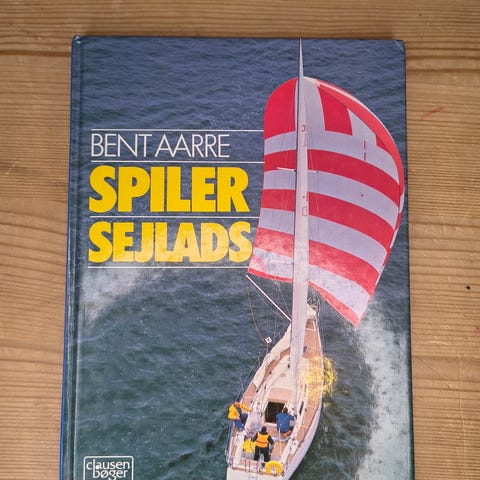 BENT AARRE
SPILER
SEJLADS
clausen
bøger